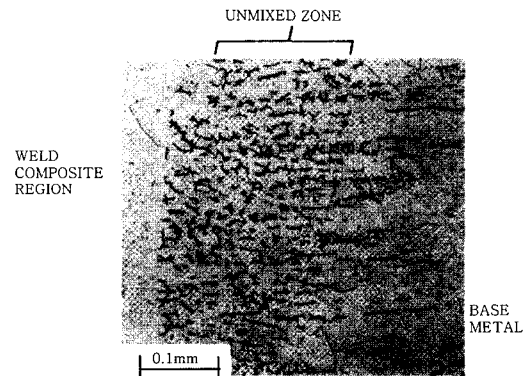 UNMIXED ZONE
WELD
COMPOSITE
REGION
BASE
METAL
0.1mm